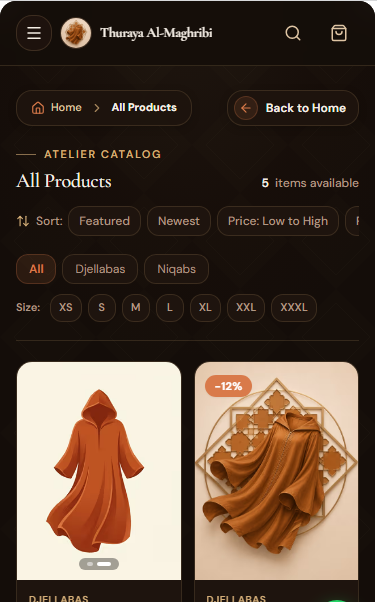 Thuraya Al-Maghribi
Home > All Products
Back to Home
ATELIER CATALOG
All Products
5 items available
Sort: Featured Newest Price: Low to High
All Djellabas Niqabs
Size: XS S M L XL XXL XXXL
-12%
DJELLABAS